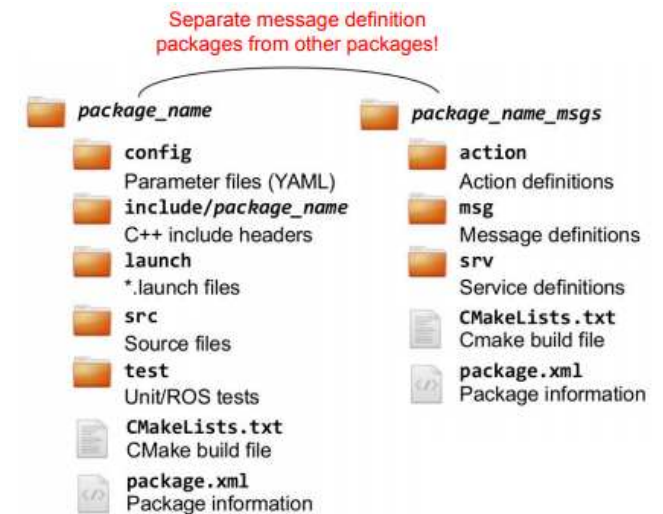 Separate message definition
packages from other packages!
package_name
config
Parameter files (YAML)
include/package_name
C++ include headers
launch
*.launch files
src
Source files
test
Unit/ROS tests
CMakeLists.txt
CMake build file
package.xml
Package information
package_name_msgs
action
Action definitions
msg
Message definitions
srv
Service definitions
CMakeLists.txt
Cmake build file
package.xml
Package information